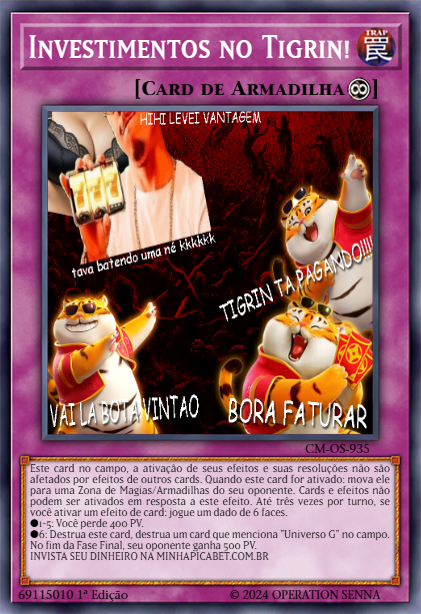 INVESTIMENTOS NO TIGRIN!
TRAP
罠
[CARD DE ARMADILHA ♾]
HIHI LEVEI VANTAGEM
777
tava batendo uma né kkkkkk
TIGRIN TA PAGANDO!!!!
VAI LA BOTA VINTAO
BORA FATURAR
CM-OS-935
Este card no campo, a ativação de seus efeitos e suas resoluções não são
afetados por efeitos de outros cards. Quando este card for ativado: mova ele
para uma Zona de Magias/Armadilhas do seu oponente. Cards e efeitos não
podem ser ativados em resposta a este efeito. Até três vezes por turno, se
você ativar um efeito de card: jogue um dado de 6 faces.
●1-5: Você perde 400 PV.
●6: Destrua este card, destrua um card que menciona "Universo G" no campo.
No fim da Fase Final, seu oponente ganha 500 PV.
INVISTA SEU DINHEIRO NA MINHAPICABET.COM.BR
69115010 1ª Edição
© 2024 OPERATION SENNA